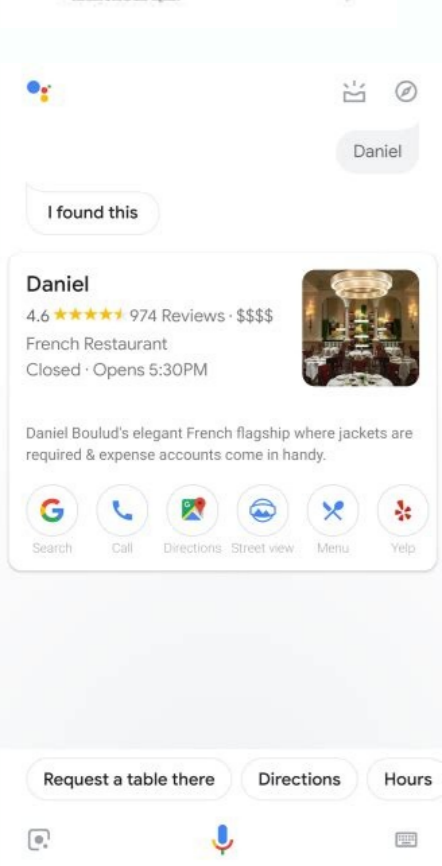 Daniel
I found this
Daniel
4.6 ★★★★★ 974 Reviews · $$$$
French Restaurant
Closed · Opens 5:30PM
Daniel Boulud's elegant French flagship where jackets are
required & expense accounts come in handy.
Search Call Directions Street view Menu Yelp
Request a table there Directions Hours